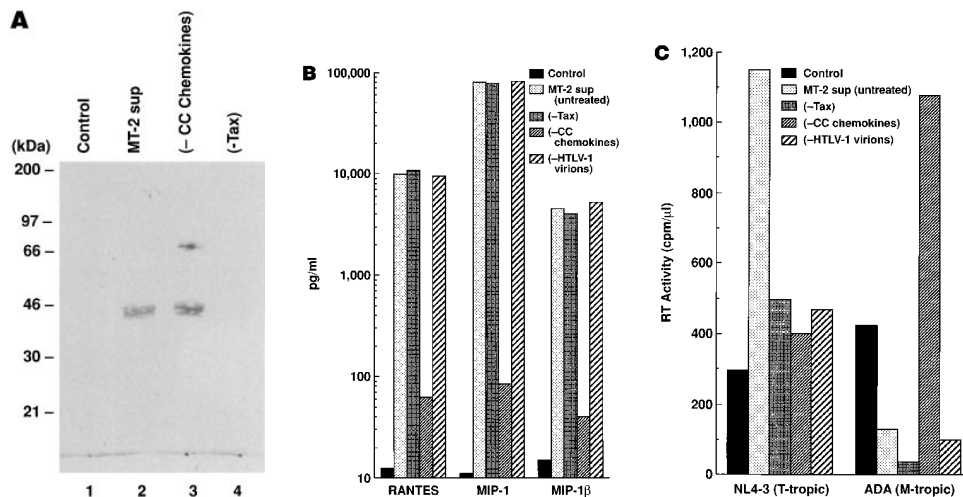 A
Control
MT-2 sup
(– CC Chemokines)
(-Tax)
(kDa)
200 –
97 –
66 –
46 –
30 –
21 –
1 2 3 4
B
100,000
10,000
1,000
100
10
pg/ml
Control
MT-2 sup
(untreated)
(–Tax)
(–CC
chemokines)
(–HTLV-1
virions)
RANTES MIP-1 MIP-1β
C
1,200
1,000
800
600
400
200
0
RT Activity (cpm/µl)
Control
MT-2 sup (untreated)
(–Tax)
(–CC chemokines)
(–HTLV-1 virions)
NL4-3 (T-tropic) ADA (M-tropic)